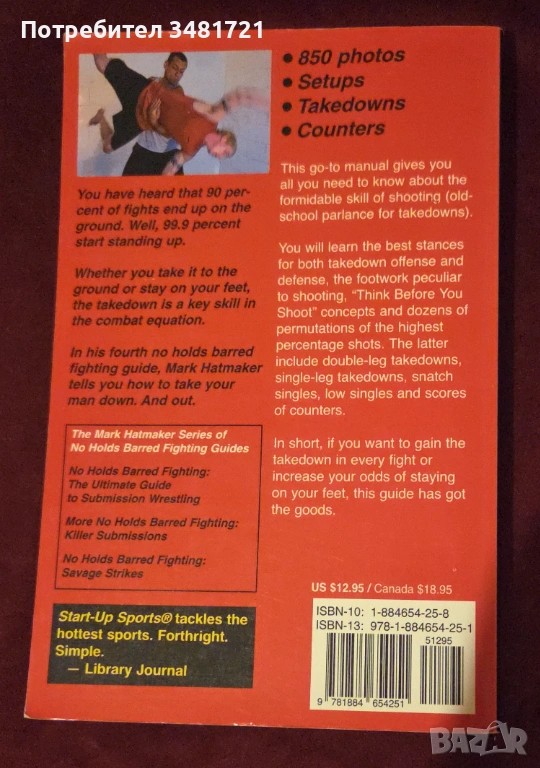 Потребител 3481721
• 850 photos
• Setups
• Takedowns
• Counters
You have heard that 90 per-
cent of fights end up on the
ground. Well, 99.9 percent
start standing up.
Whether you take it to the
ground or stay on your feet,
the takedown is a key skill in
the combat equation.
In his fourth no holds barred
fighting guide, Mark Hatmaker
tells you how to take your
man down. And out.
The Mark Hatmaker Series of
No Holds Barred Fighting Guides
No Holds Barred Fighting:
The Ultimate Guide
to Submission Wrestling
More No Holds Barred Fighting:
Killer Submissions
No Holds Barred Fighting:
Savage Strikes
Start-Up Sports® tackles the
hottest sports. Forthright.
Simple.
— Library Journal
This go-to manual gives you
all you need to know about the
formidable skill of shooting (old-
school parlance for takedowns).
You will learn the best stances
for both takedown offense and
defense, the footwork peculiar
to shooting, “Think Before You
Shoot” concepts and dozens of
permutations of the highest
percentage shots. The latter
include double-leg takedowns,
single-leg takedowns, snatch
singles, low singles and scores
of counters.
In short, if you want to gain the
takedown in every fight or
increase your odds of staying
on your feet, this guide has got
the goods.
US $12.95 / Canada $18.95
ISBN-10: 1-884654-25-8
ISBN-13: 978-1-884654-25-1
51295
9 781884 654251
BAZAR